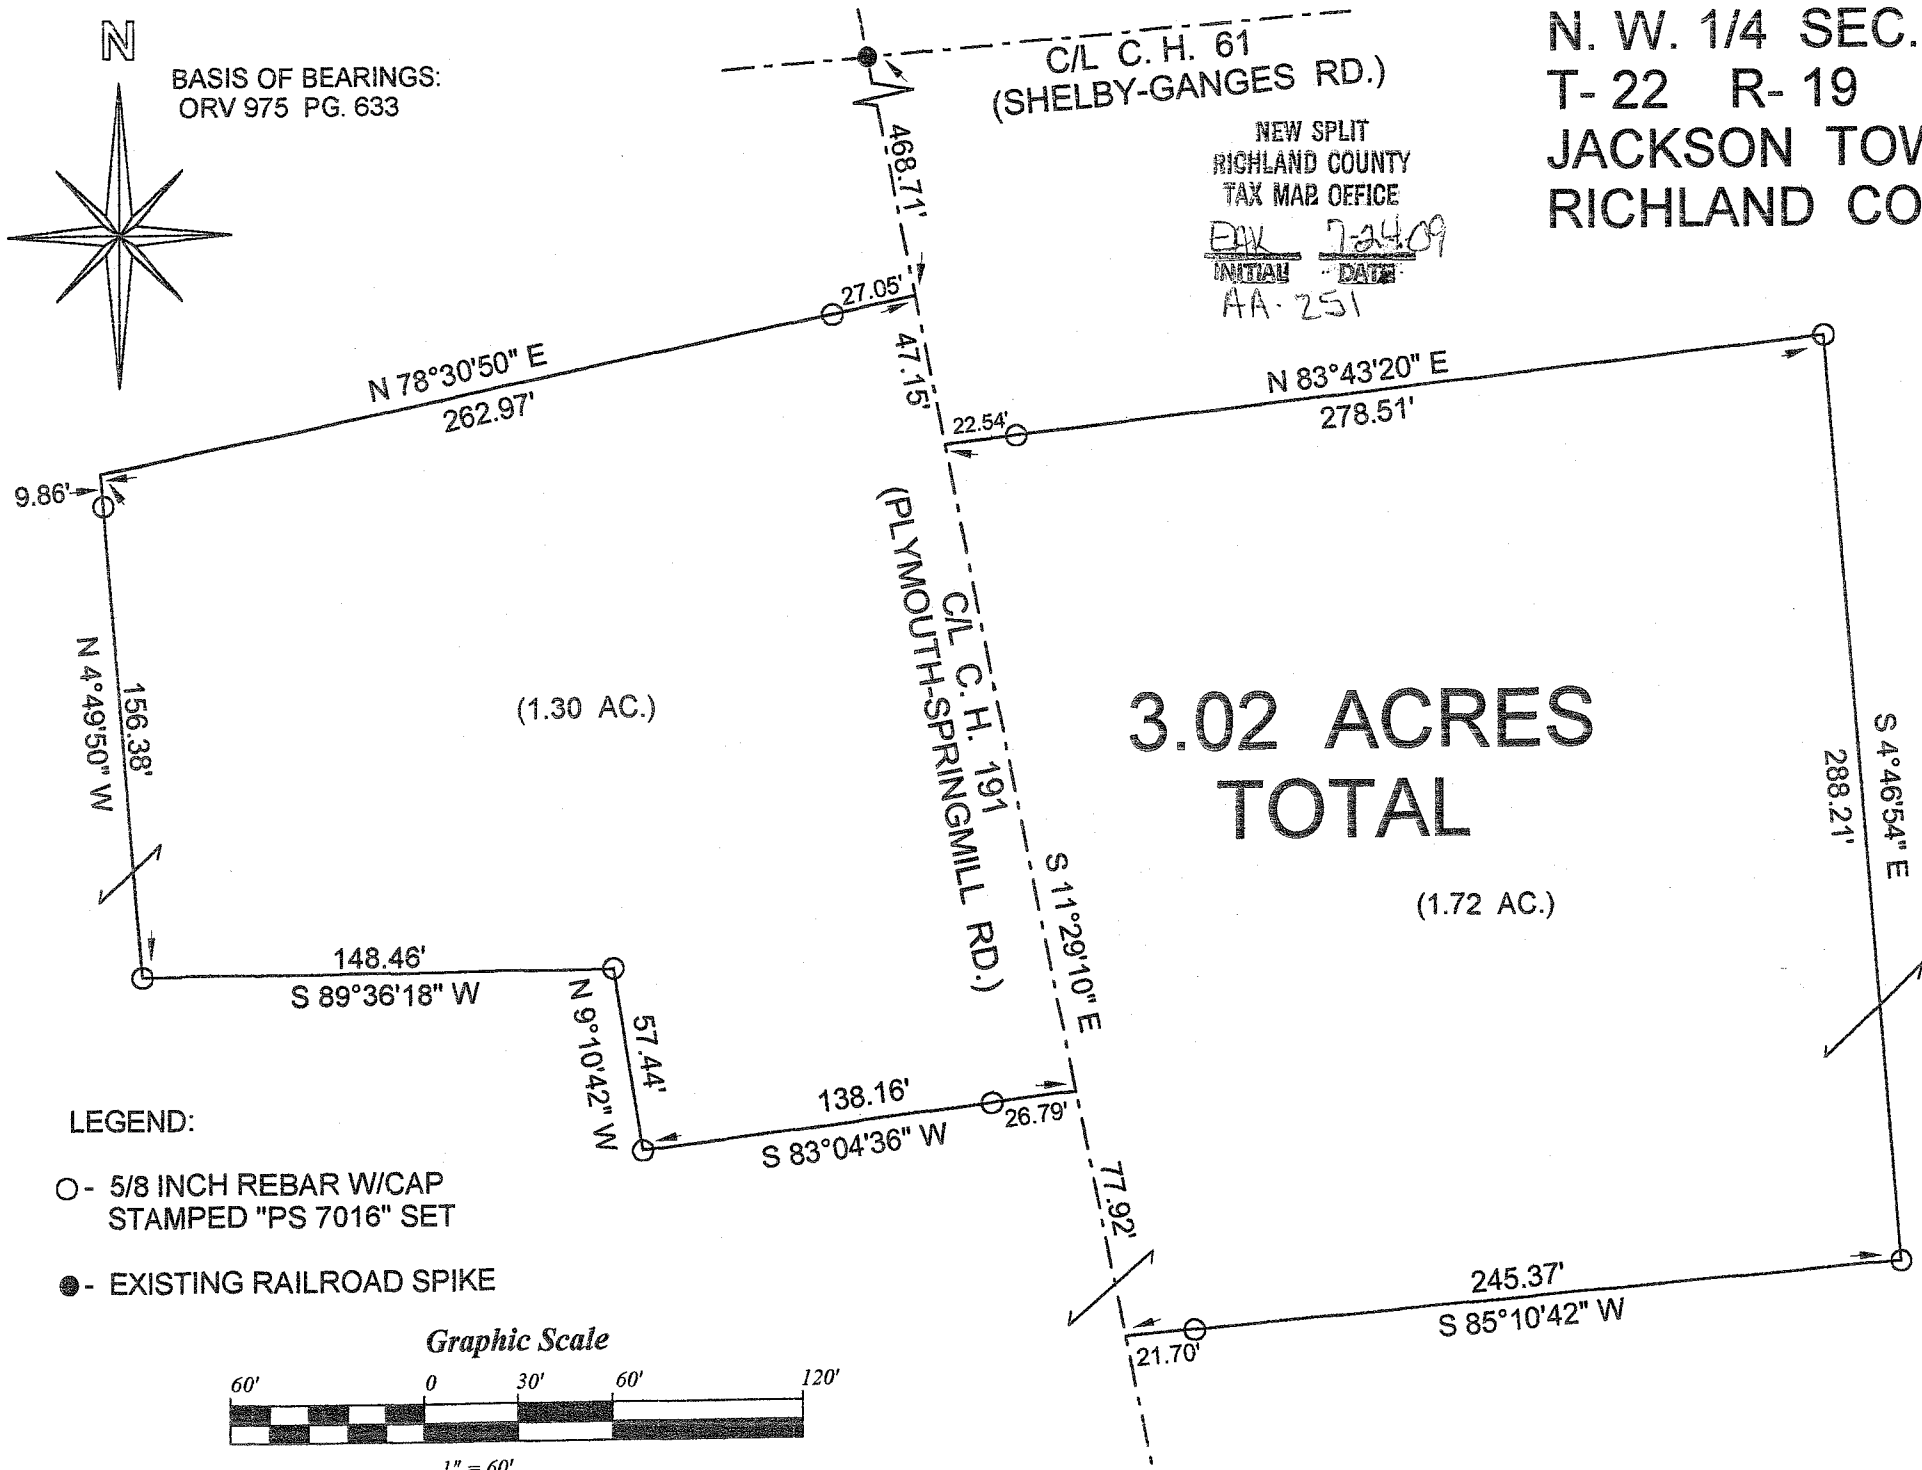 N
BASIS OF BEARINGS:
ORV 975 PG. 633
C/L C. H. 61
(SHELBY-GANGES RD.)
N. W. 1/4 SEC.
T- 22 R- 19
JACKSON TOW
RICHLAND CO
NEW SPLIT
RICHLAND COUNTY
TAX MAP OFFICE
7-24-09
INITIAL DATE
AA- 251
468.71'
27.05'
47.15'
N 78°30'50" E
262.97'
22.54'
N 83°43'20" E
278.51'
9.86'
N 4°49'50" W
156.38'
(1.30 AC.)
(PLYMOUTH-SPRINGMILL RD.)
C/L C. H. 191
3.02 ACRES
TOTAL
(1.72 AC.)
S 4°46'54" E
288.21'
S 11°29'10" E
148.46'
S 89°36'18" W
N 9°10'42" W
57.44'
138.16'
S 83°04'36" W
26.79'
77.92'
245.37'
S 85°10'42" W
21.70'
LEGEND:
- 5/8 INCH REBAR W/CAP
STAMPED "PS 7016" SET
- EXISTING RAILROAD SPIKE
Graphic Scale
60' 0 30' 60' 120'
1" = 60'